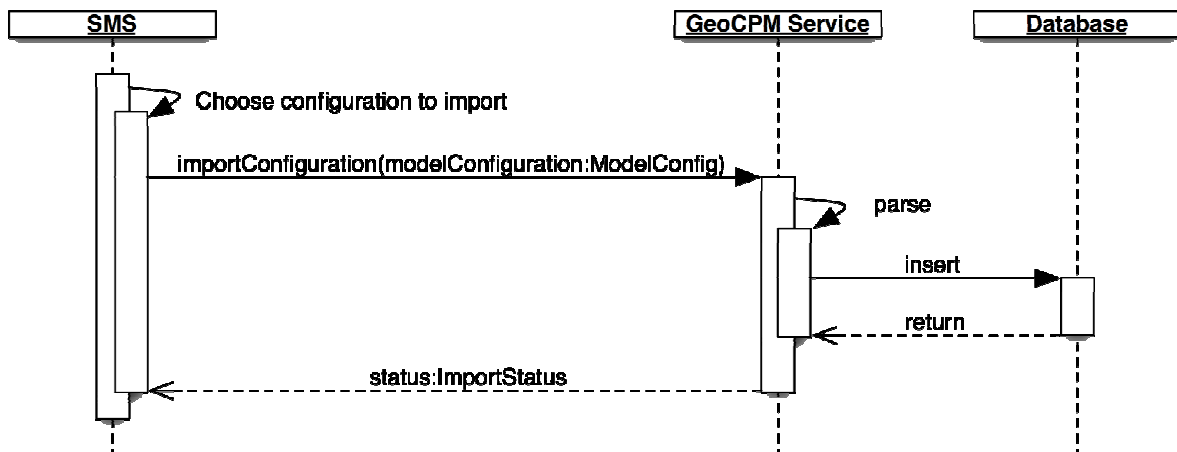 SMS
GeoCPM Service
Database
Choose configuration to import
importConfiguration(modelConfiguration:ModelConfig)
parse
insert
return
status:ImportStatus